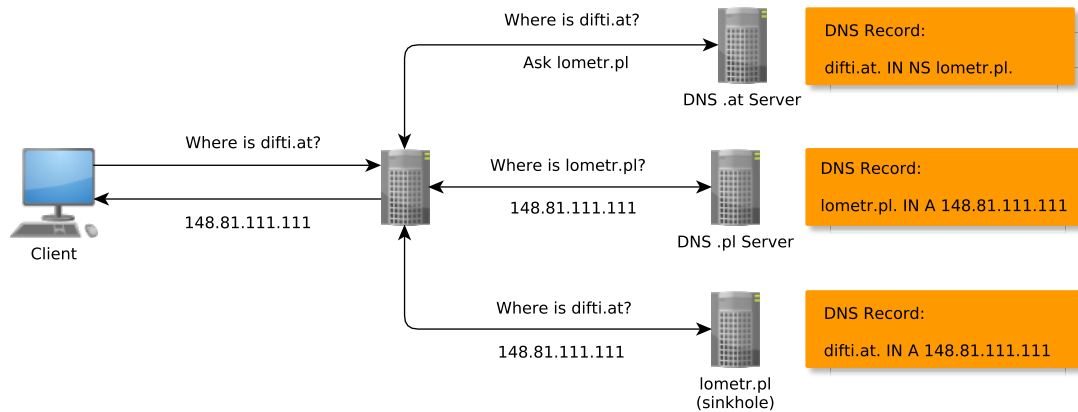 Where is difti.at?
Ask lometr.pl
DNS .at Server
DNS Record:
difti.at. IN NS lometr.pl.
Where is difti.at?
148.81.111.111
Client
Where is lometr.pl?
148.81.111.111
DNS .pl Server
DNS Record:
lometr.pl. IN A 148.81.111.111
Where is difti.at?
148.81.111.111
lometr.pl
(sinkhole)
DNS Record:
difti.at. IN A 148.81.111.111